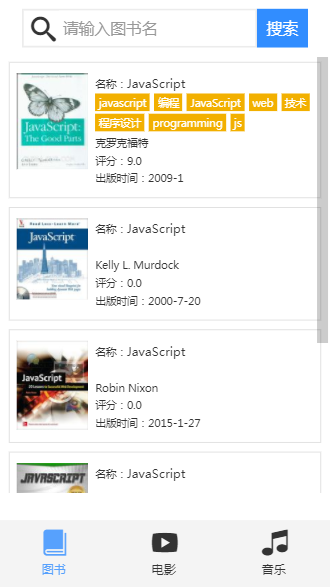 请输入图书名
搜索
JavaScript:
The Good Parts
名称：JavaScript
javascript 编程 JavaScript web 技术
程序设计 programming js
克罗克福特
评分：9.0
出版时间：2009-1
JavaScript
名称：JavaScript
Kelly L. Murdock
评分：0.0
出版时间：2000-7-20
JavaScript
名称：JavaScript
Robin Nixon
评分：0.0
出版时间：2015-1-27
JAVASCRIPT
名称：JavaScript
图书
电影
音乐